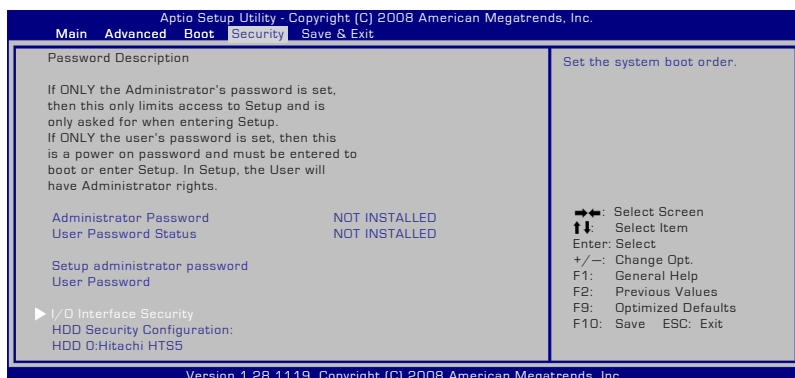 Aptio Setup Utility - Copyright (C) 2008 American Megatrends, Inc.
Main Advanced Boot Security Save & Exit
Password Description
If ONLY the Administrator's password is set,
then this only limits access to Setup and is
only asked for when entering Setup.
If ONLY the user's password is set, then this
is a power on password and must be entered to
boot or enter Setup. In Setup, the User will
have Administrator rights.
Administrator Password NOT INSTALLED
User Password Status NOT INSTALLED
Setup administrator password
User Password
I/O Interface Security
HDD Security Configuration:
HDD 0:Hitachi HTS5
Set the system boot order.
→←: Select Screen
↑↓: Select Item
Enter: Select
+/—: Change Opt.
F1: General Help
F2: Previous Values
F9: Optimized Defaults
F10: Save ESC: Exit
Version 1.28.1119. Copyright (C) 2008 American Megatrends, Inc.